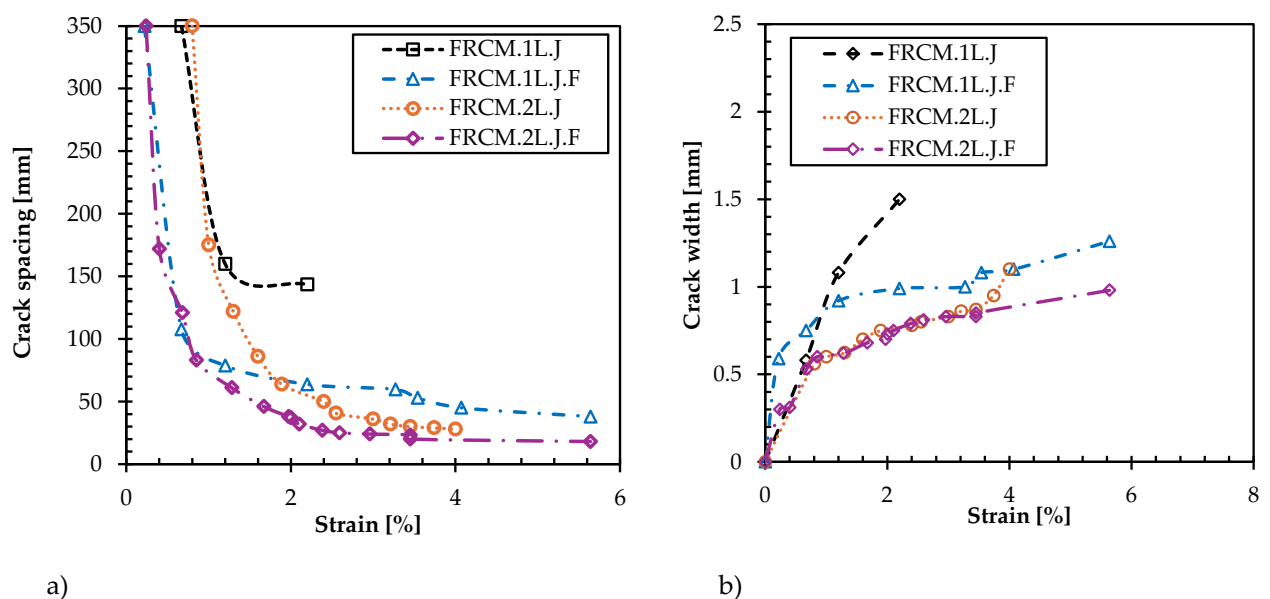 350
300
250
200
150
100
50
0
Crack spacing [mm]
FRCM.1L.J
FRCM.1L.J.F
FRCM.2L.J
FRCM.2L.J.F
0 2 4 6
Strain [%]
a)
2.5
2
1.5
1
0.5
0
Crack width [mm]
FRCM.1L.J
FRCM.1L.J.F
FRCM.2L.J
FRCM.2L.J.F
0 2 4 6 8
Strain [%]
b)